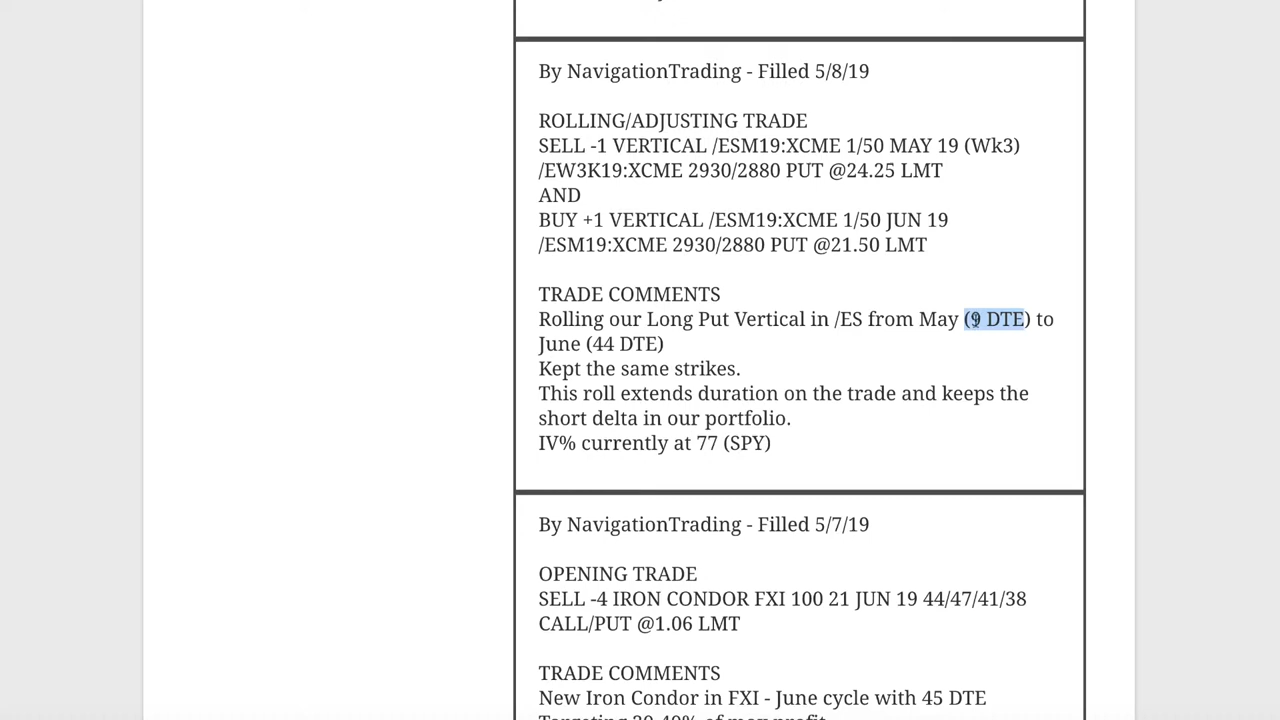 By NavigationTrading - Filled 5/8/19
ROLLING/ADJUSTING TRADE
SELL -1 VERTICAL /ESM19:XCME 1/50 MAY 19 (Wk3)
/EW3K19:XCME 2930/2880 PUT @24.25 LMT
AND
BUY +1 VERTICAL /ESM19:XCME 1/50 JUN 19
/ESM19:XCME 2930/2880 PUT @21.50 LMT
TRADE COMMENTS
Rolling our Long Put Vertical in /ES from May (9 DTE) to
June (44 DTE)
Kept the same strikes.
This roll extends duration on the trade and keeps the
short delta in our portfolio.
IV% currently at 77 (SPY)
By NavigationTrading - Filled 5/7/19
OPENING TRADE
SELL -4 IRON CONDOR FXI 100 21 JUN 19 44/47/41/38
CALL/PUT @1.06 LMT
TRADE COMMENTS
New Iron Condor in FXI - June cycle with 45 DTE